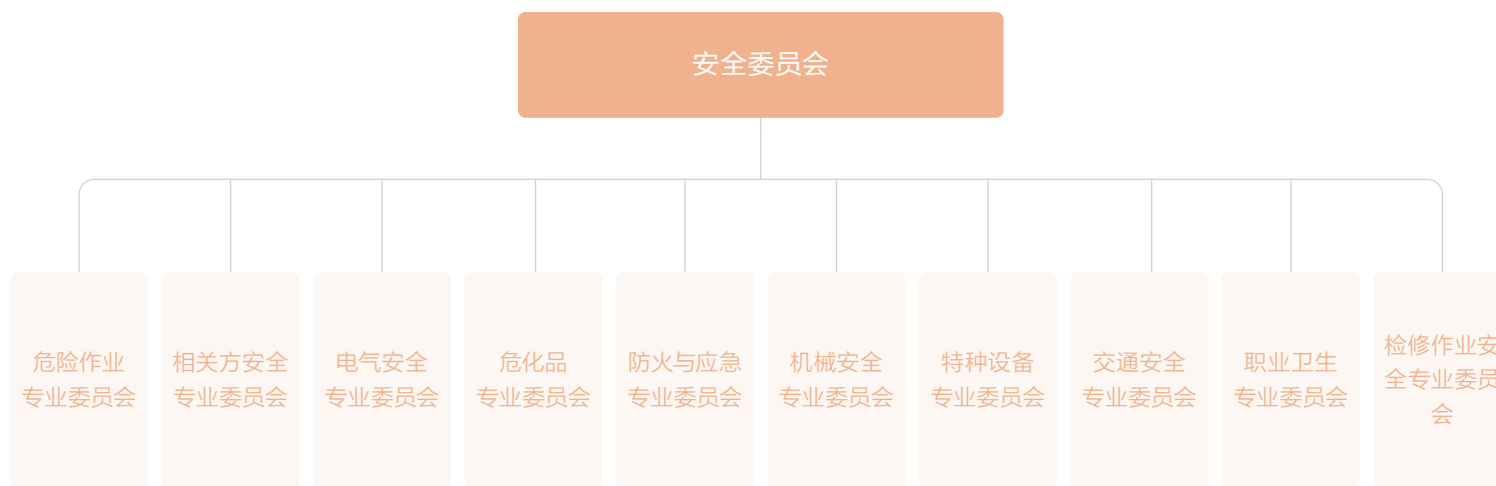 安全委员会
危险作业
专业委员会
相关方安全
专业委员会
电气安全
专业委员会
危化品
专业委员会
防火与应急
专业委员会
机械安全
专业委员会
特种设备
专业委员会
交通安全
专业委员会
职业卫生
专业委员会
检修作业安
全专业委员
会